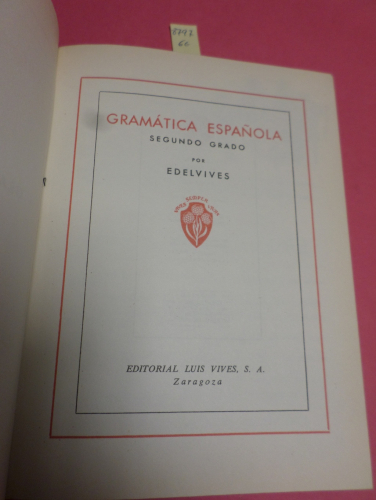 GRAMÁTICA ESPAÑOLA
SEGUNDO GRADO
POR
EDELVIVES
EDITORIAL LUIS VIVES, S. A.
Zaragoza